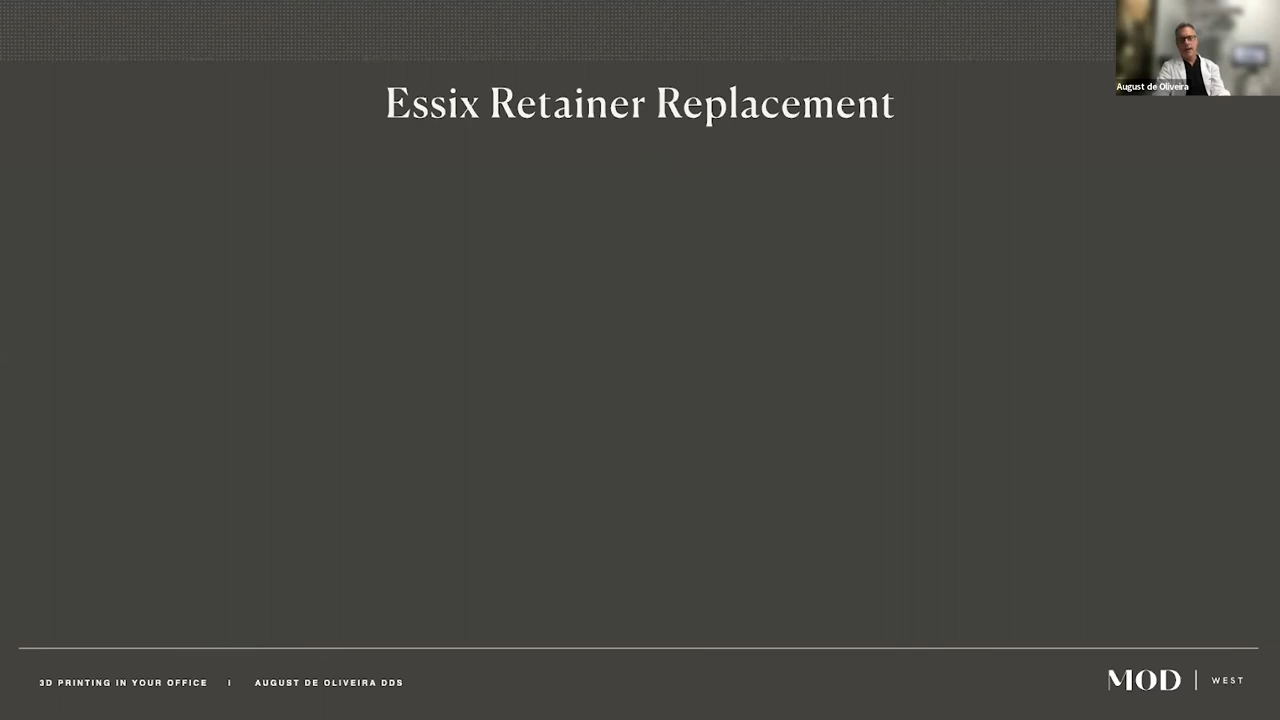 Essix Retainer Replacement
August de Oliveira
3D PRINTING IN YOUR OFFICE | AUGUST DE OLIVEIRA DDS
MOD | WEST